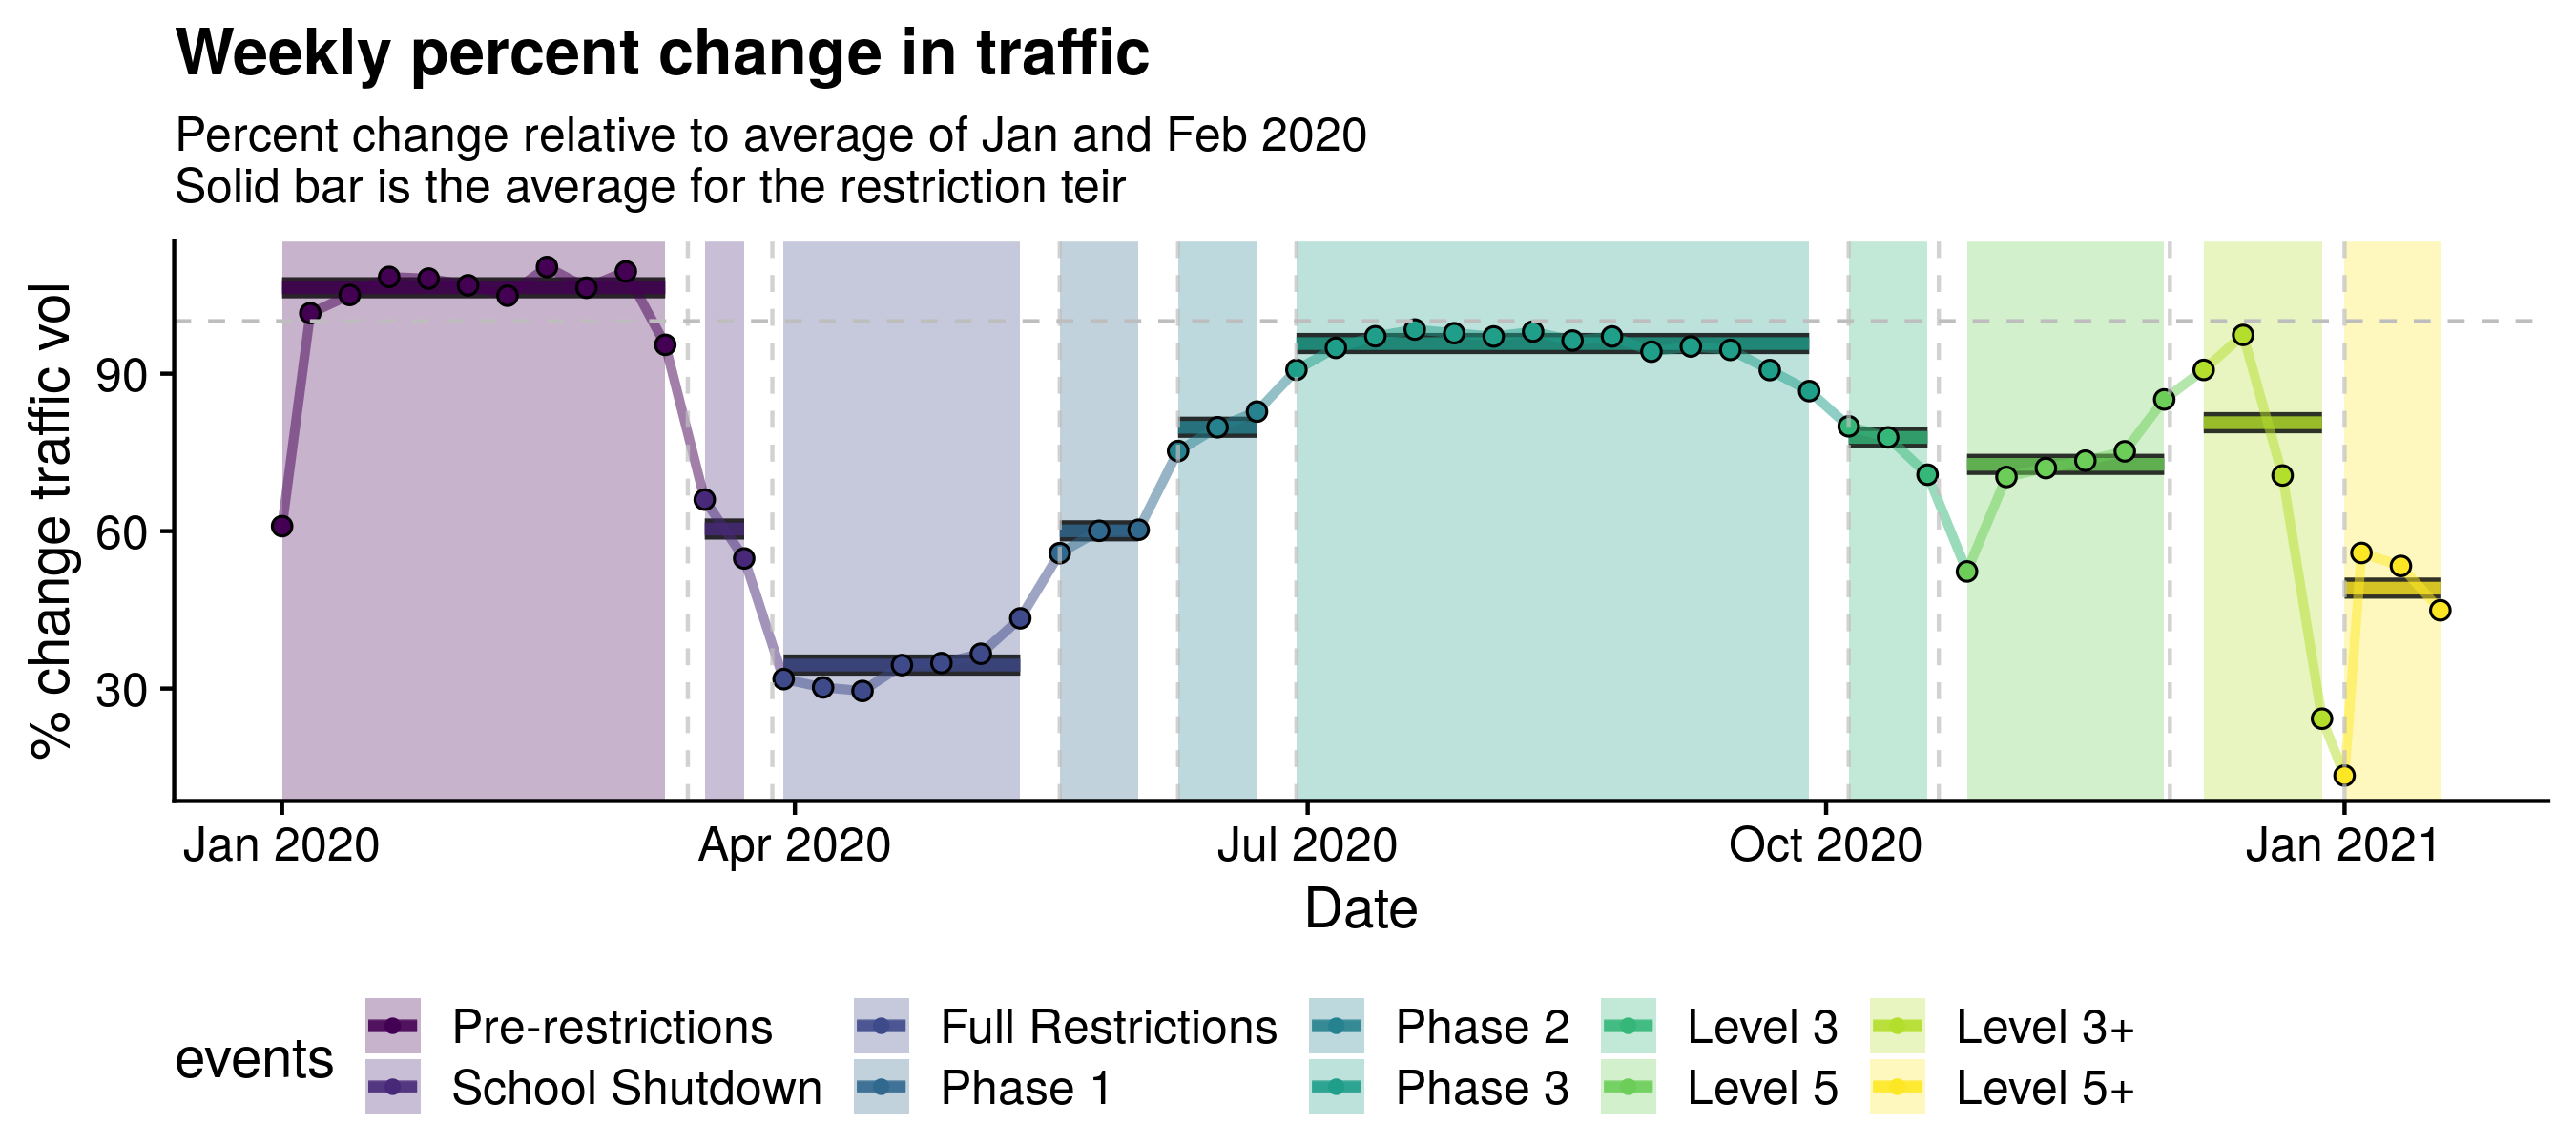 Weekly percent change in traffic
Percent change relative to average of Jan and Feb 2020
Solid bar is the average for the restriction teir
% change traffic vol
90
60
30
Jan 2020 Apr 2020 Jul 2020 Oct 2020 Jan 2021
Date
events
Pre-restrictions Full Restrictions Phase 2 Level 3 Level 3+
School Shutdown Phase 1 Phase 3 Level 5 Level 5+